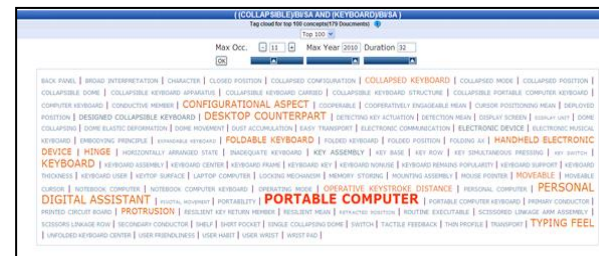 ( (COLLAPSIBLE)/BI/SA AND (KEYBOARD)/BI/SA )
Tag cloud for top 100 concepts(179 Documents)
Top 100
Max Occ. - 11 + Max Year 2010 Duration 32
OK
BACK PANEL | BROAD INTERPRETATION | CHARACTER | CLOSED POSITION | COLLAPSED CONFIGURATION | COLLAPSED KEYBOARD | COLLAPSED MODE | COLLAPSED POSITION |
COLLAPSIBLE DOME | COLLAPSIBLE KEYBOARD APPARATUS | COLLAPSIBLE KEYBOARD CARRIED | COLLAPSIBLE KEYBOARD STRUCTURE | COLLAPSIBLE PORTABLE COMPUTER KEYBOARD |
COMPUTER KEYBOARD | CONDUCTIVE MEMBER | CONFIGURATIONAL ASPECT | COOPERABLE | COOPERATIVELY ENGAGEABLE MEAN | CURSOR POSITIONING MEAN | DEPLOYED
POSITION | DESIGNED COLLAPSIBLE KEYBOARD | DESKTOP COUNTERPART | DETECTING KEY ACTUATION | DETECTION MEAN | DISPLAY SCREEN | DISPLAY UNIT | DOME
COLLAPSING | DOME ELASTIC DEFORMATION | DOME MOVEMENT | DUST ACCUMULATION | EASY TRANSPORT | ELECTRONIC COMMUNICATION | ELECTRONIC DEVICE | ELECTRONIC MUSICAL
KEYBOARD | EMBODYING PRINCIPLE | EXPANDABLE KEYBOARD | FOLDABLE KEYBOARD | FOLDED KEYBOARD | FOLDED POSITION | FOLDING AX | HANDHELD ELECTRONIC
DEVICE | HINGE | HORIZONTALLY ARRANGED STATE | INADEQUATE KEYBOARD | KEY ASSEMBLY | KEY BASE | KEY ROW | KEY SIMULTANEOUS PRESSING | KEY SWITCH |
KEYBOARD | KEYBOARD ASSEMBLY | KEYBOARD CENTER | KEYBOARD FRAME | KEYBOARD KEY | KEYBOARD NONUSE | KEYBOARD REMAINS POPULARITY | KEYBOARD SUPPORT | KEYBOARD
THICKNESS | KEYBOARD USER | KEYTOP SURFACE | LAPTOP COMPUTER | LOCKING MECHANISM | MEMORY STORING | MOUNTING ASSEMBLY | MOUSE POINTER | MOVEABLE | MOVEABLE
CURSOR | NOTEBOOK COMPUTER | NOTEBOOK COMPUTER KEYBOARD | OPERATING MODE | OPERATIVE KEYSTROKE DISTANCE | PERSONAL COMPUTER | PERSONAL
DIGITAL ASSISTANT | PIVOTAL MOVEMENT | PORTABILITY | PORTABLE COMPUTER | PORTABLE COMPUTER KEYBOARD | PRIMARY CONDUCTOR |
PRINTED CIRCUIT BOARD | PROTRUSION | RESILIENT KEY RETURN MEMBER | RESILIENT MEAN | RETRACTED POSITION | ROUTINE EXECUTABLE | SCISSORED LINKAGE ARM ASSEMBLY |
SCISSORS LINKAGE ROW | SECONDARY CONDUCTOR | SHELF | SHIRT POCKET | SINGLE COLLAPSING DOME | SWITCH | TACTILE FEEDBACK | THIN PROFILE | TRANSPORT | TYPING FEEL
| UNFOLDED KEYBOARD CENTER | USER FRIENDLINESS | USER HABIT | USER WRIST | WRIST PAD |